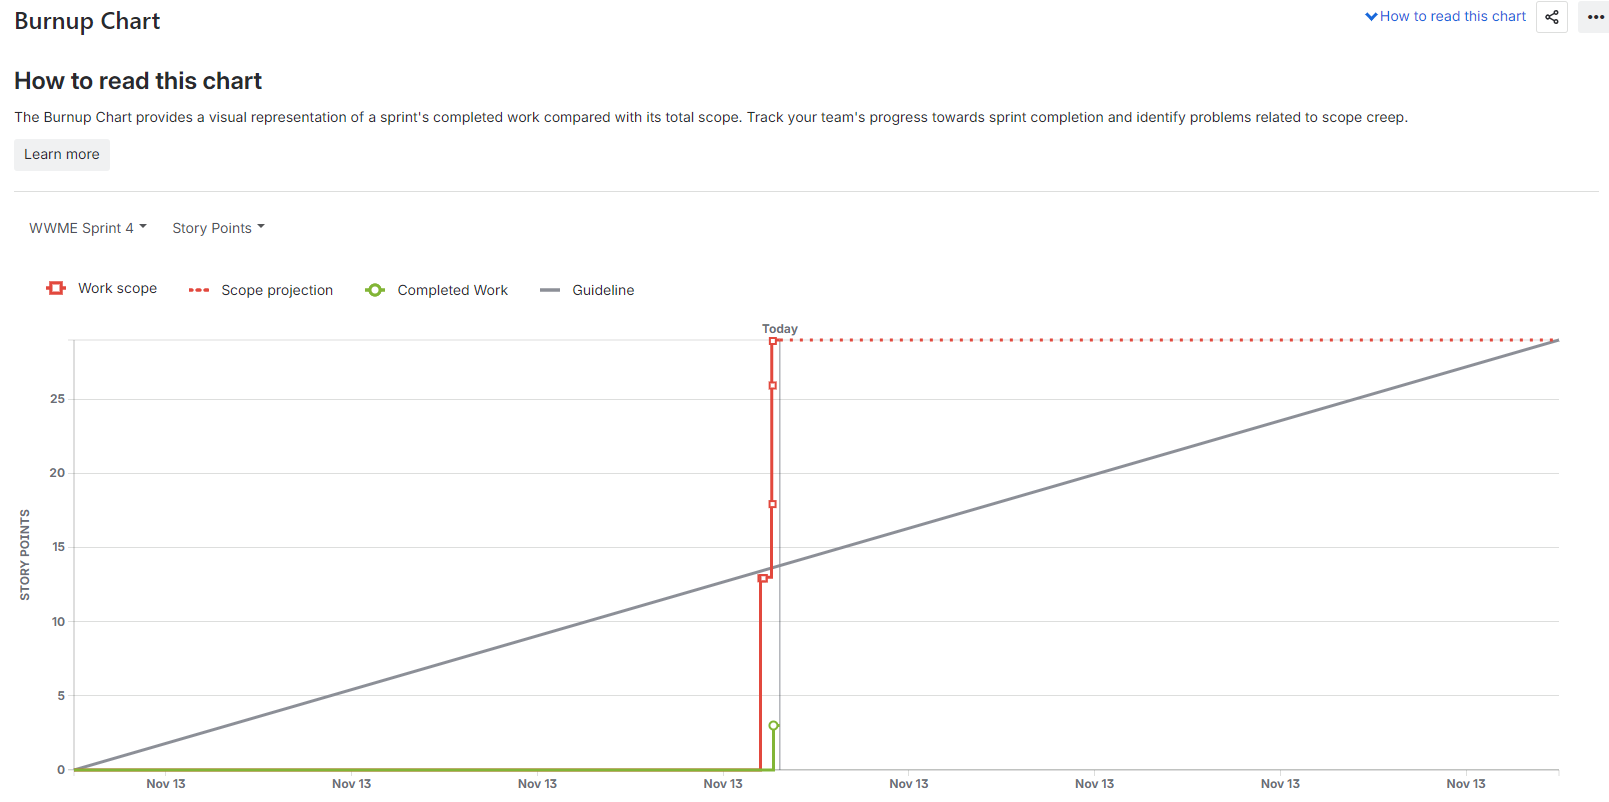 Burnup Chart
How to read this chart
How to read this chart
The Burnup Chart provides a visual representation of a sprint's completed work compared with its total scope. Track your team's progress towards sprint completion and identify problems related to scope creep.
Learn more
WWME Sprint 4
Story Points
Work scope
Scope projection
Completed Work
Guideline
Today
25
20
15
10
5
0
STORY POINTS
Nov 13
Nov 13
Nov 13
Nov 13
Nov 13
Nov 13
Nov 13
Nov 13